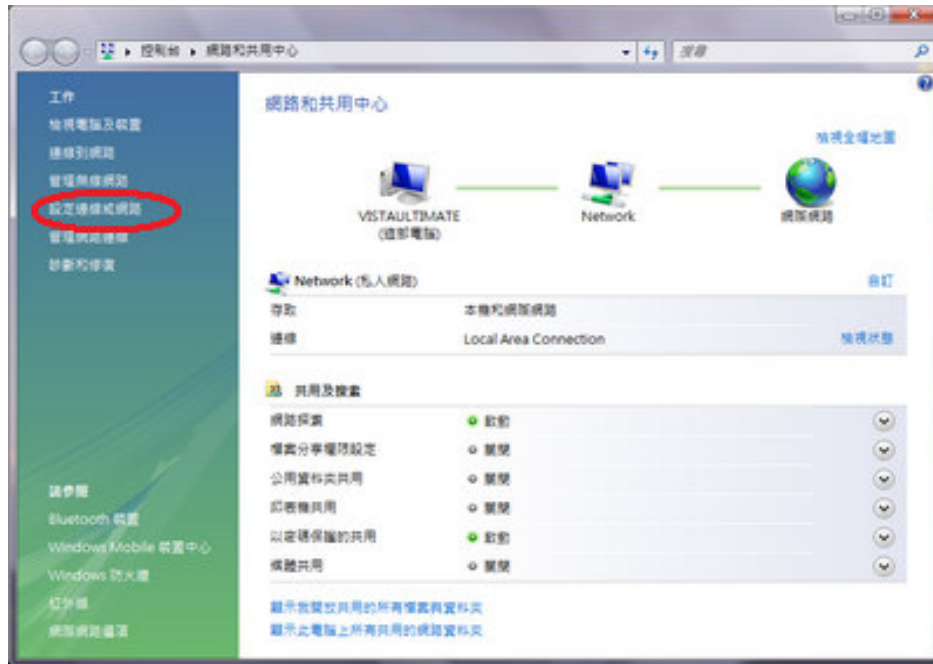 控制台 ▸ 網路和共用中心
搜尋
工作
檢視電腦及裝置
連線到網路
管理無線網路
設定連線或網路
管理網路連線
診斷和修復
請參閱
Bluetooth 裝置
Windows Mobile 裝置中心
Windows 防火牆
紅外線
網際網路選項
網路和共用中心
檢視全幅地圖
VISTAULTIMATE
(這部電腦)
Network
網際網路
Network (私人網路)
自訂
存取
本機和網際網路
連線
Local Area Connection
檢視狀態
共用及搜索
網路探索
啟動
檔案分享權限設定
關閉
公用資料夾共用
關閉
印表機共用
關閉
以密碼保護的共用
啟動
媒體共用
關閉
顯示我開放共用的所有檔案與資料夾
顯示此電腦上所有共用的網路資料夾